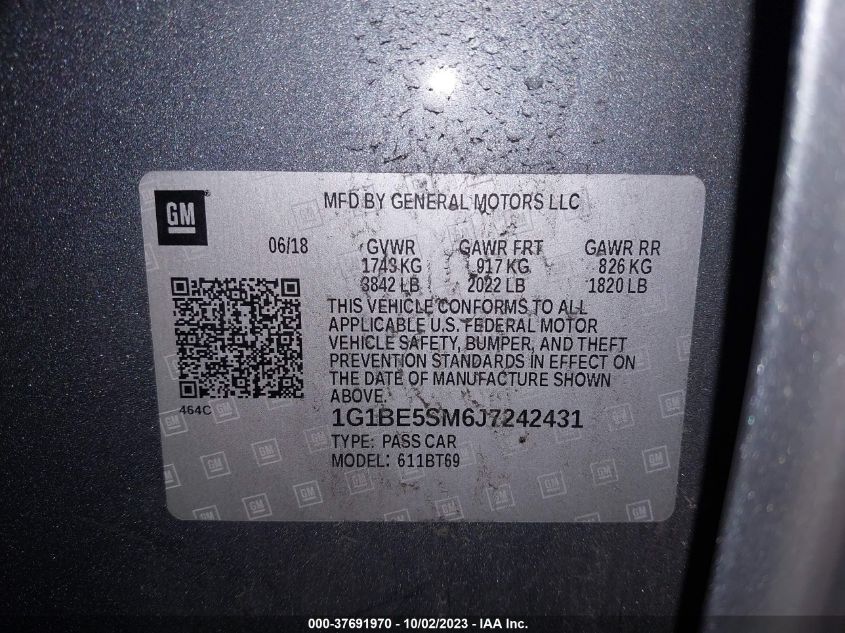 GM
MFD BY GENERAL MOTORS LLC
06/18 GVWR GAWR FRT GAWR RR
1743 KG 917 KG 826 KG
3842 LB 2022 LB 1820 LB
THIS VEHICLE CONFORMS TO ALL
APPLICABLE U.S. FEDERAL MOTOR
VEHICLE SAFETY, BUMPER, AND THEFT
PREVENTION STANDARDS IN EFFECT ON
THE DATE OF MANUFACTURE SHOWN
ABOVE.
464C
1G1BE5SM6J7242431
TYPE: PASS CAR
MODEL: 611BT69
000-37691970 - 10/02/2023 - IAA Inc.